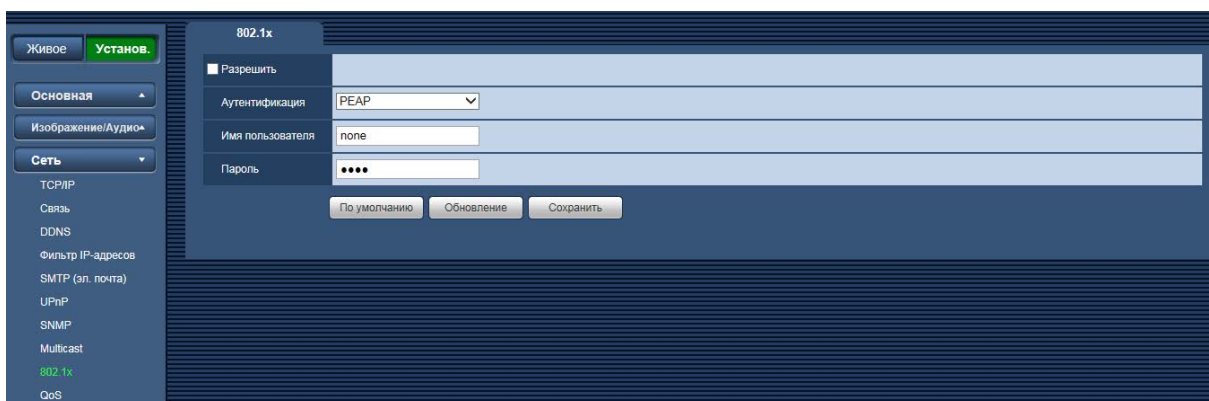 Живое Установ.
Основная
Изображение/Аудио
Сеть
TCP/IP
Связь
DDNS
Фильтр IP-адресов
SMTP (эл. почта)
UPnP
SNMP
Multicast
802.1x
QoS
802.1x
Разрешить
Аутентификация PEAP
Имя пользователя none
Пароль ••••
По умолчанию Обновление Сохранить